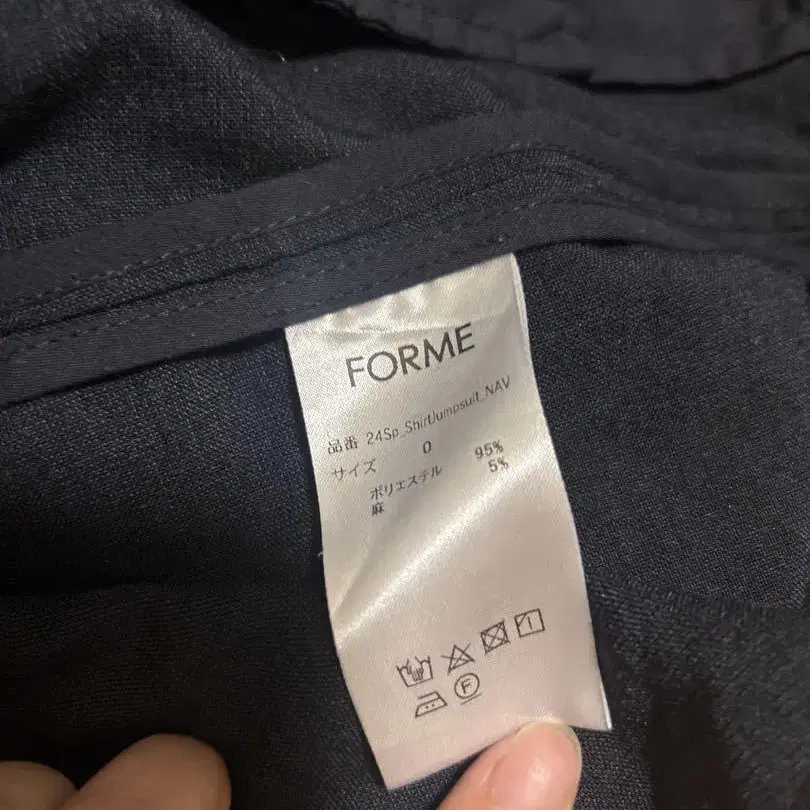 FORME
品番 24Sp_ShirtJumpsuit_NAV
サイズ 0
ポリエステル 95%
麻 5%
F